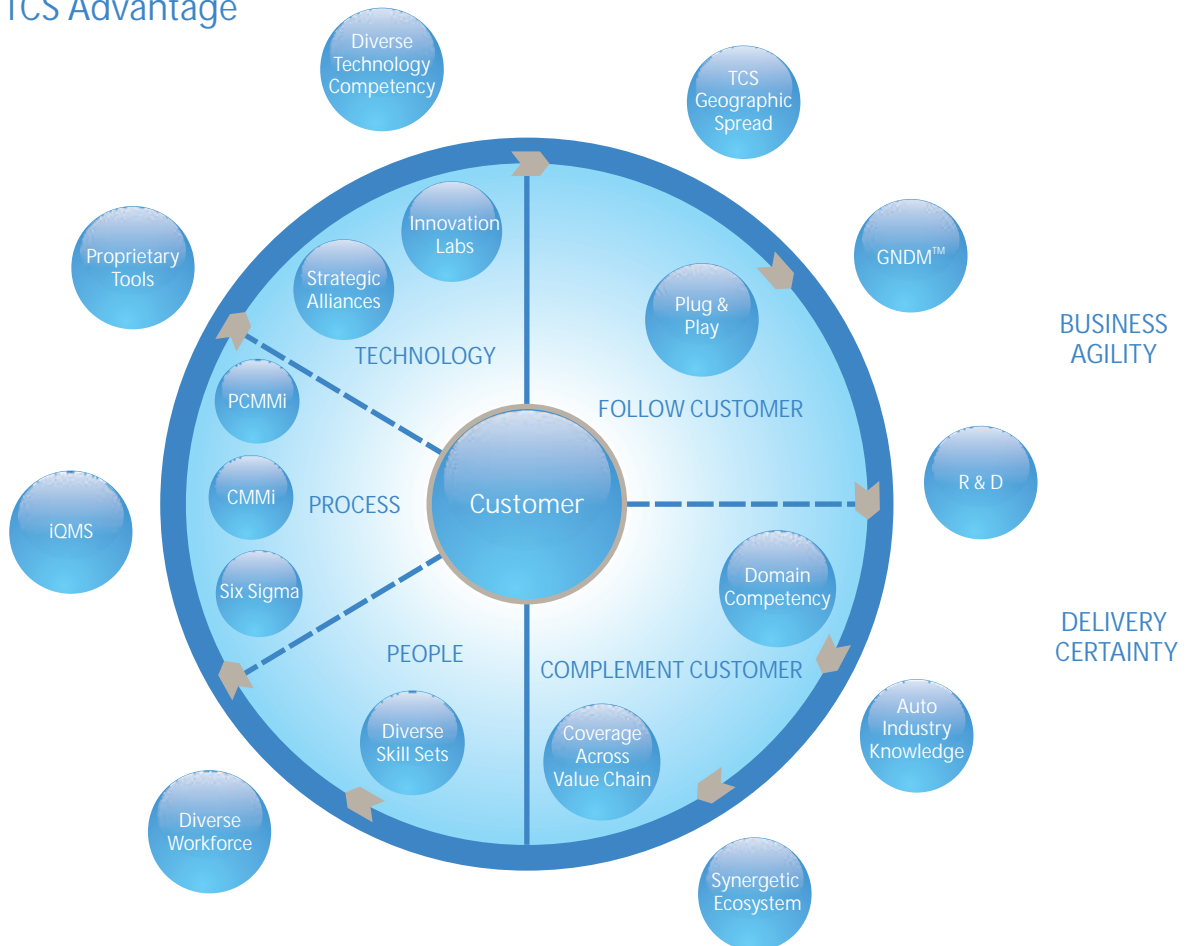 TCS Advantage
Diverse
Technology
Competency
TCS
Geographic
Spread
Proprietary
Tools
Innovation
Labs
Strategic
Alliances
GNDM™
Plug &
Play
BUSINESS
AGILITY
TECHNOLOGY
FOLLOW CUSTOMER
PCMMi
CMMi
PROCESS
Six Sigma
iQMS
Customer
R & D
Domain
Competency
DELIVERY
CERTAINTY
PEOPLE
COMPLEMENT CUSTOMER
Diverse
Skill Sets
Coverage
Across
Value Chain
Auto
Industry
Knowledge
Diverse
Workforce
Synergetic
Ecosystem